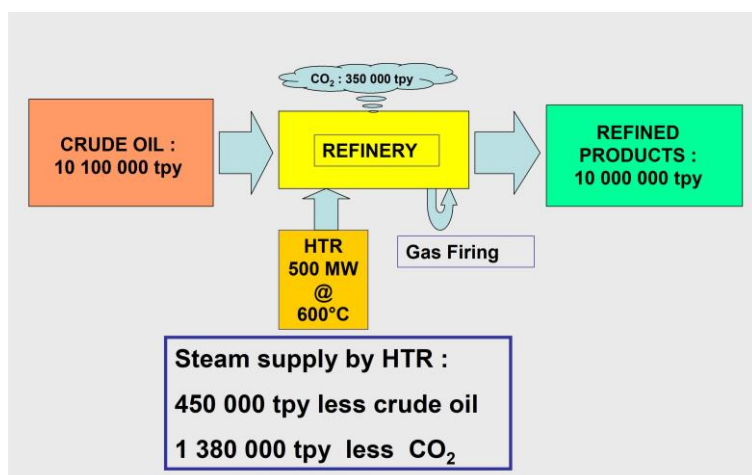 CO₂ : 350 000 tpy
CRUDE OIL :
10 100 000 tpy
REFINERY
REFINED
PRODUCTS :
10 000 000 tpy
HTR
500 MW
@
600°C
Gas Firing
Steam supply by HTR :
450 000 tpy less crude oil
1 380 000 tpy less CO₂